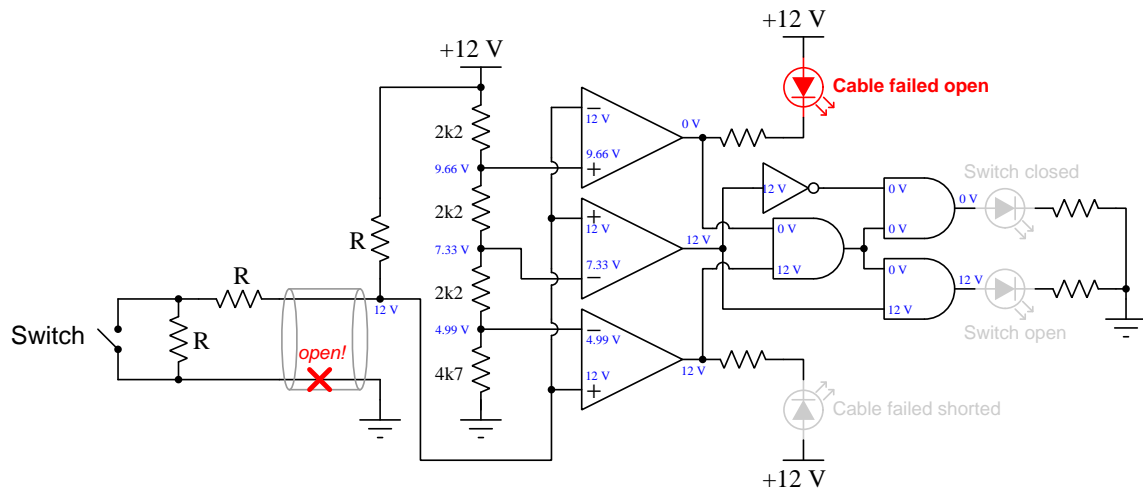 +12 V
+12 V
Cable failed open
2k2
12 V
0 V
9.66 V
9.66 V
+
Switch closed
12 V
0 V
0 V
2k2
+
12 V
R
7.33 V
7.33 V
12 V
0 V
0 V
12 V
0 V
12 V
R
2k2
12 V
12 V
Switch open
Switch
R
open!
4.99 V
4.99 V
12 V
4k7
12 V
+
Cable failed shorted
+12 V